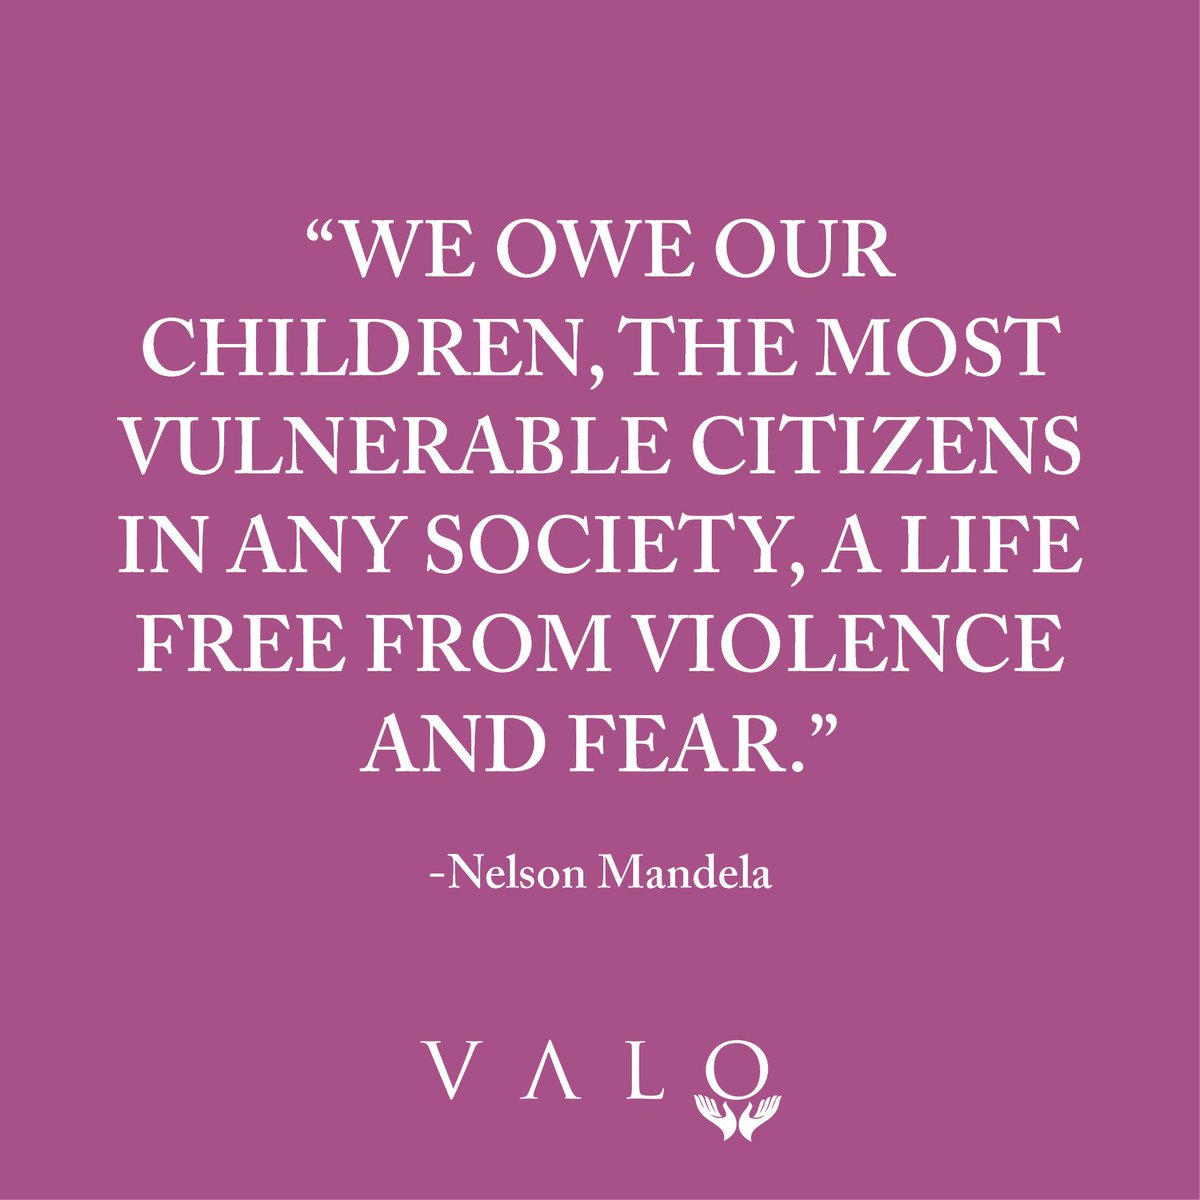 “WE OWE OUR
CHILDREN, THE MOST
VULNERABLE CITIZENS
IN ANY SOCIETY, A LIFE
FREE FROM VIOLENCE
AND FEAR.”
-Nelson Mandela
VALO